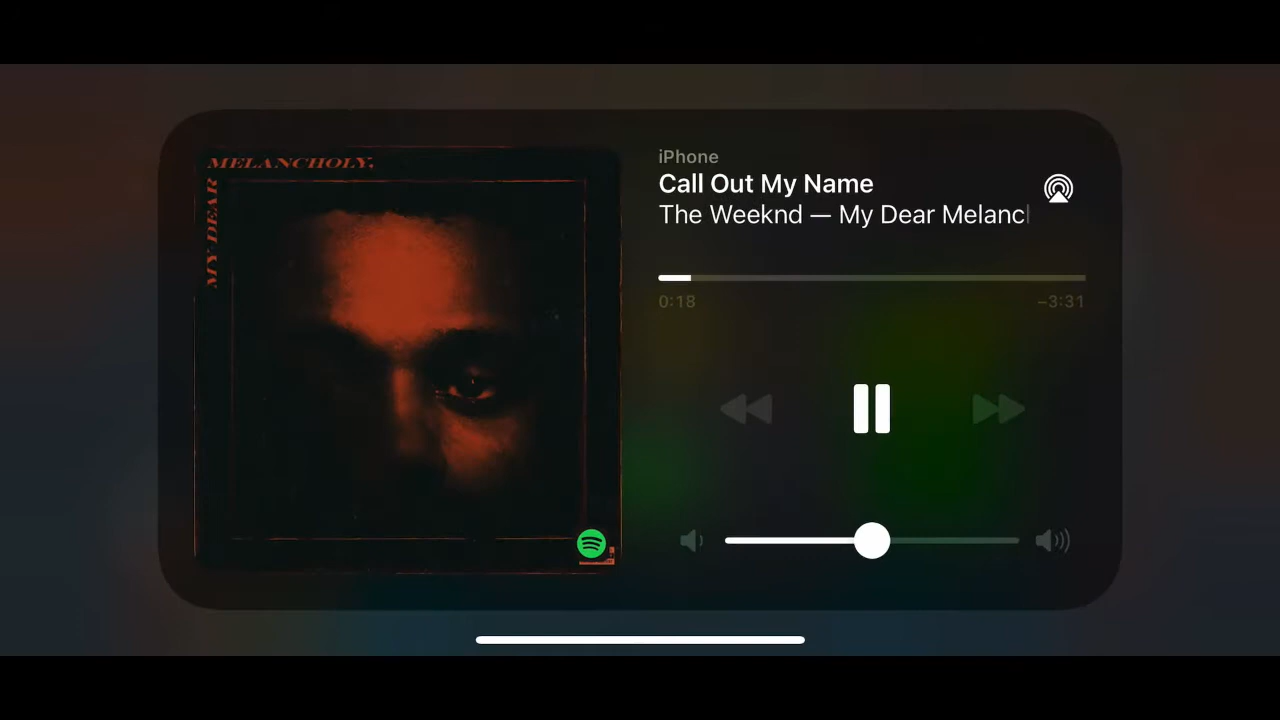 MELANCHOLY,
MY DEAR
iPhone
Call Out My Name
The Weeknd — My Dear Melancl
0:18
–3:31